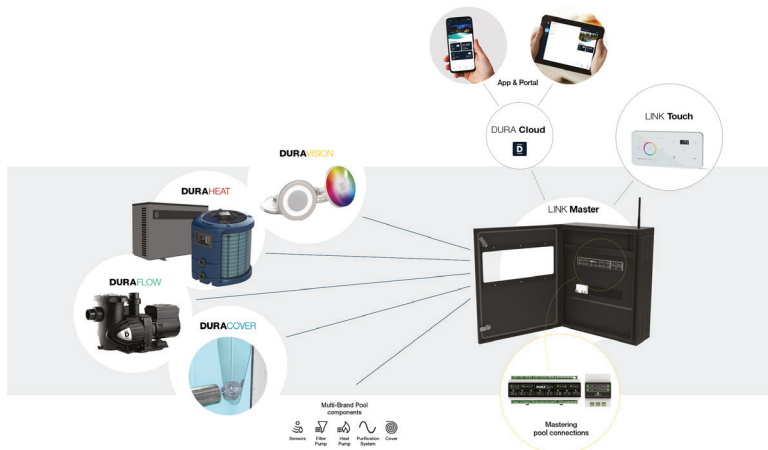 App & Portal
DURA Cloud
D
LINK Touch
DURAVISION
DURAHEAT
LINK Master
DURAFLOW
DURACOVER
Multi-Brand Pool
components
Sensors
Filter
Pump
Heat
Pump
Purification
System
Cover
Mastering
pool connections